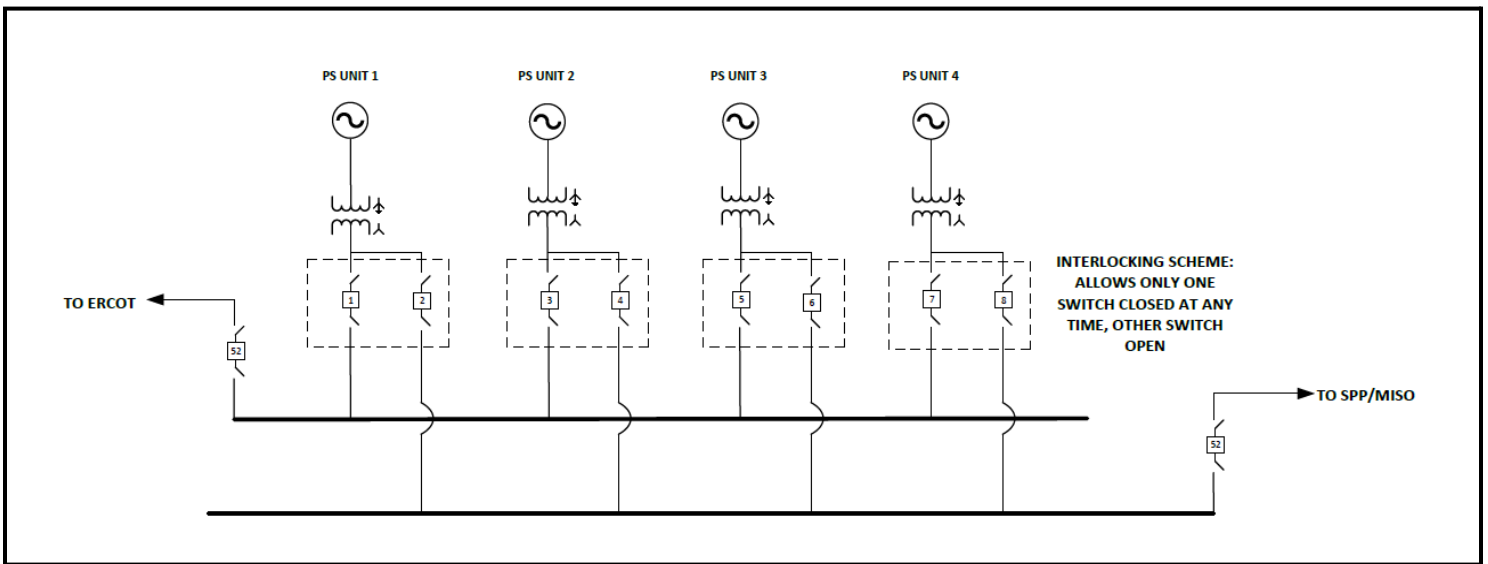 PS UNIT 1
PS UNIT 2
PS UNIT 3
PS UNIT 4
INTERLOCKING SCHEME:
ALLOWS ONLY ONE
SWITCH CLOSED AT ANY
TIME, OTHER SWITCH
OPEN
TO ERCOT
1
2
3
4
5
6
7
8
52
TO SPP/MISO
52